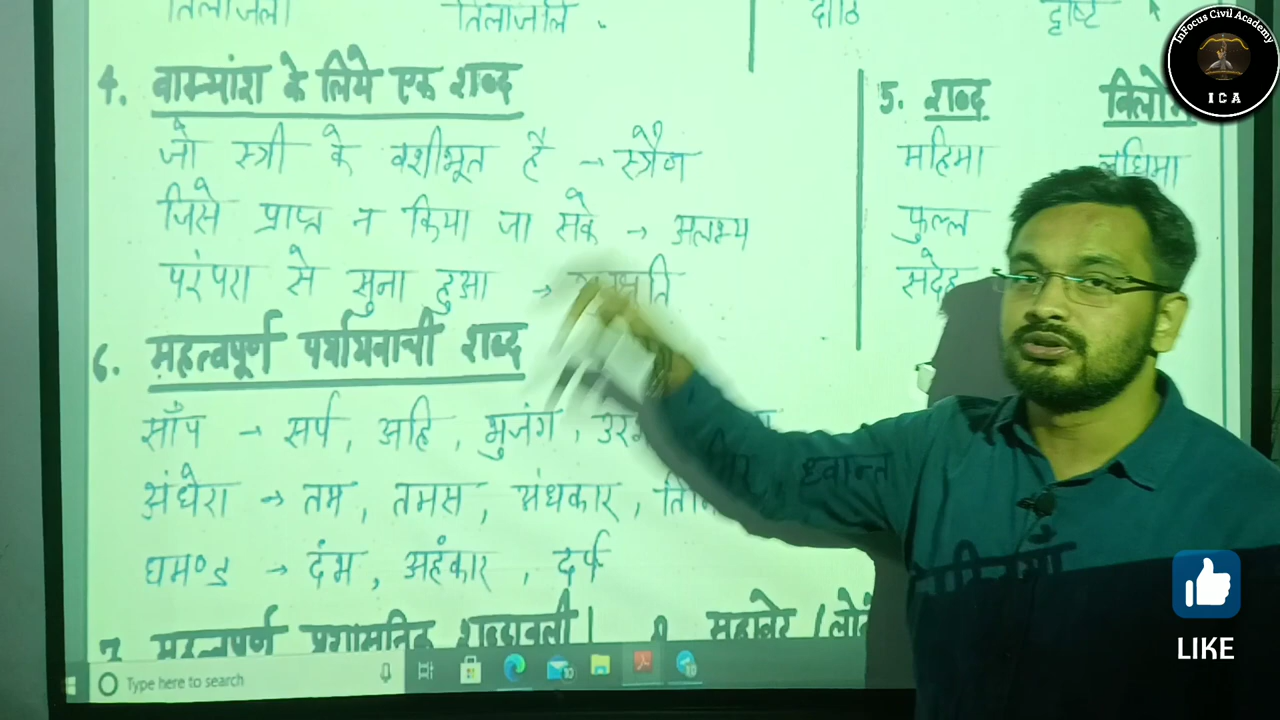 तिलांजली तिलांजलि
4. वाक्यांश के लिये एक शब्द
जो स्त्री के वशीभूत है → स्त्रैण
जिसे प्राप्त न किया जा सके → अलभ्य
परंपरा से सुना हुआ →
6. महत्वपूर्ण पर्यायवाची शब्द
साँप → सर्प, अहि, भुजंग,
अंधेरा → तम, तमस, अंधकार, ध्वान्त
घमण्ड → दंभ, अहंकार, दर्प
7. महत्वपूर्ण प्रशासनिक शब्दावली।
दृष्टि
5. शब्द विलोम
महिमा लघिमा
फुल्ल
संदेह
8. मुहावरे /
Type here to search
InFocus Civil Academy
ICA
LIKE